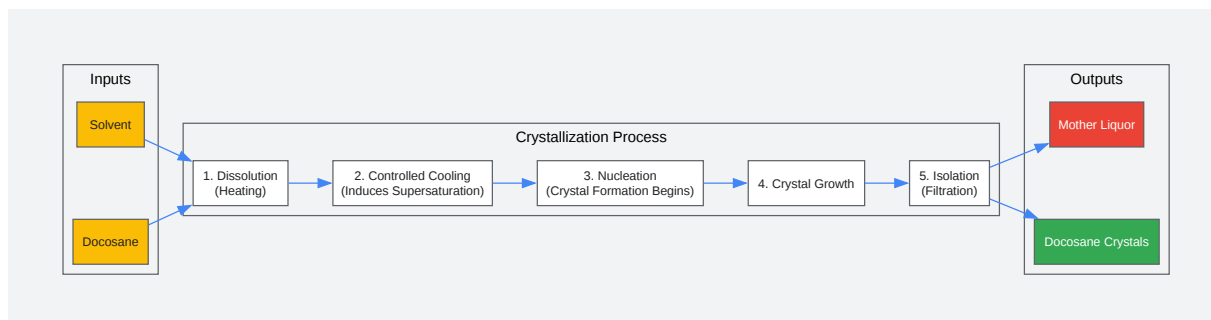 Inputs
Solvent
Docosane
Crystallization Process
1. Dissolution
(Heating)
2. Controlled Cooling
(Induces Supersaturation)
3. Nucleation
(Crystal Formation Begins)
4. Crystal Growth
5. Isolation
(Filtration)
Outputs
Mother Liquor
Docosane Crystals